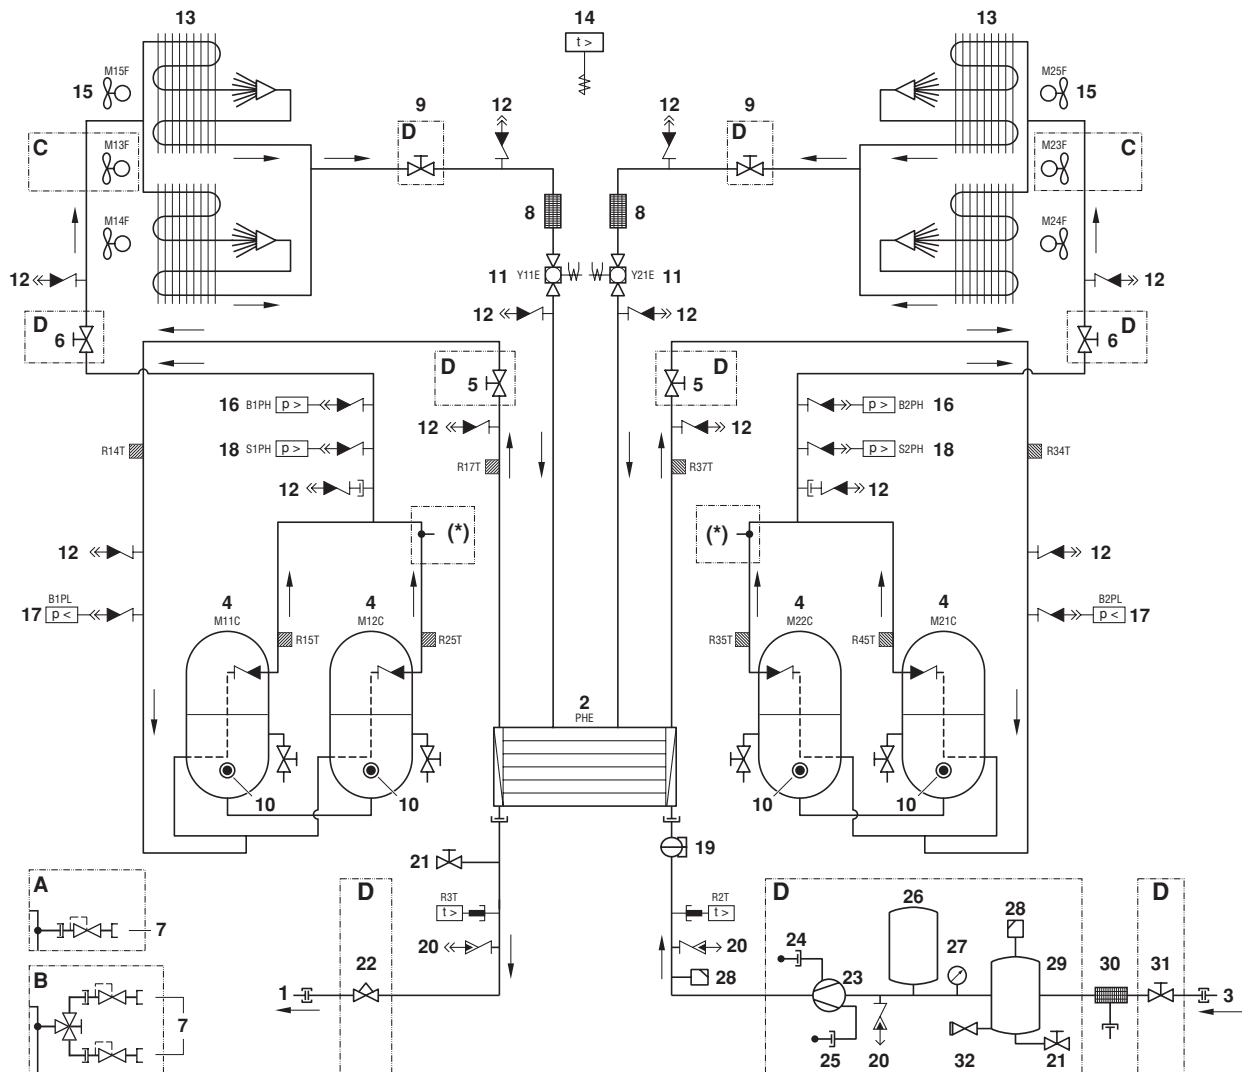 13 14 13
t >
M15F M25F
15 9 12 12 9 15
D D
C M13F M23F C
8 8
M14F M24F
12 11 Y11E Y21E 11 12
12 12
D 6 6 D
D 5 5 D
16 B1PH p > p > B2PH 16
12 12
18 S1PH p > p > S2PH 18
R14T R34T
R17T R37T
12 12
(*) (*)
12 12
B1PL B2PL
17 p < p < 17
4 4 4 4
M11C M12C M22C M21C
R15T R25T R35T R45T
2
PHE
10 10 10 10
19
21
A D D D
26
R3T R2T
t > t >
28
7
24
20 20
27
22 23 29 30 31
28
B
1 3
7
25 20 32 21